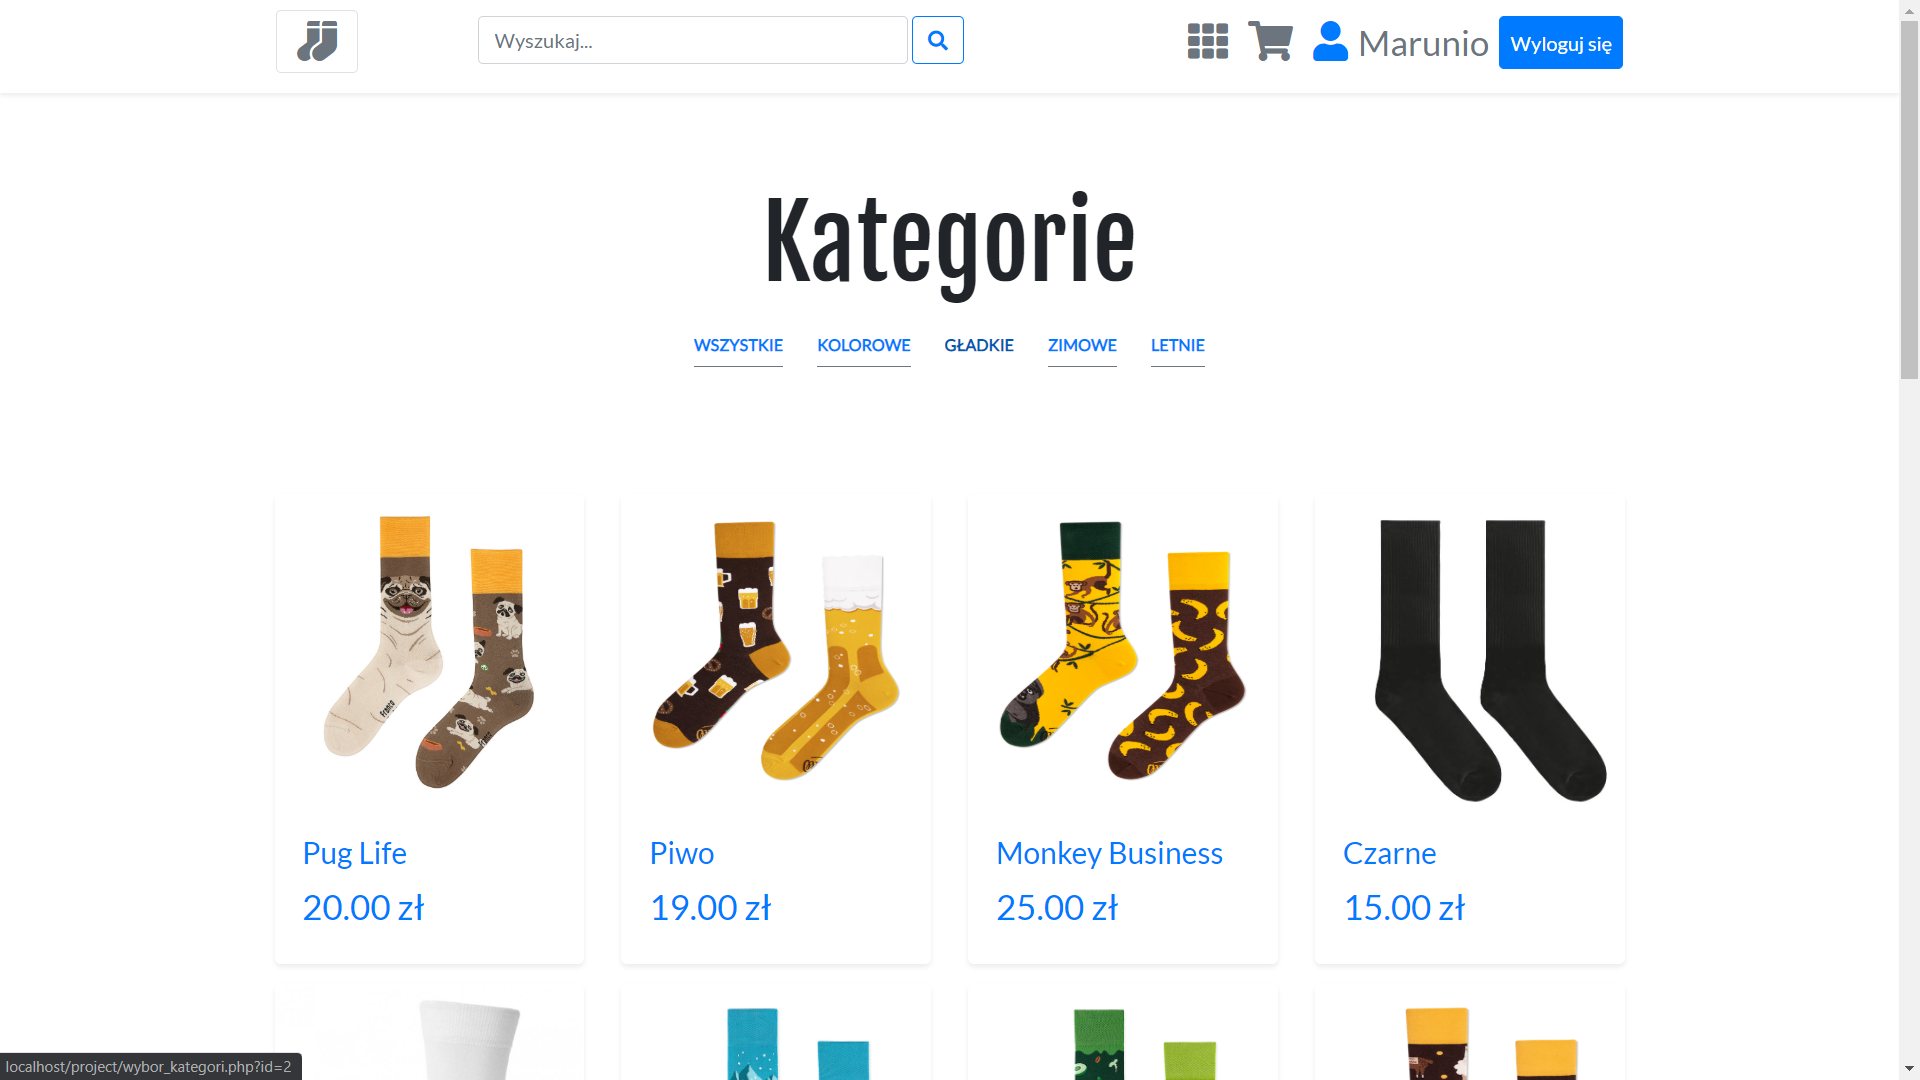 Wyszukaj...
Marunio
Wyloguj się
Kategorie
WSZYSTKIE KOLOROWE GŁADKIE ZIMOWE LETNIE
Pug Life
20.00 zł
Piwo
19.00 zł
Monkey Business
25.00 zł
Czarne
15.00 zł
localhost/project/wybor_kategori.php?id=2